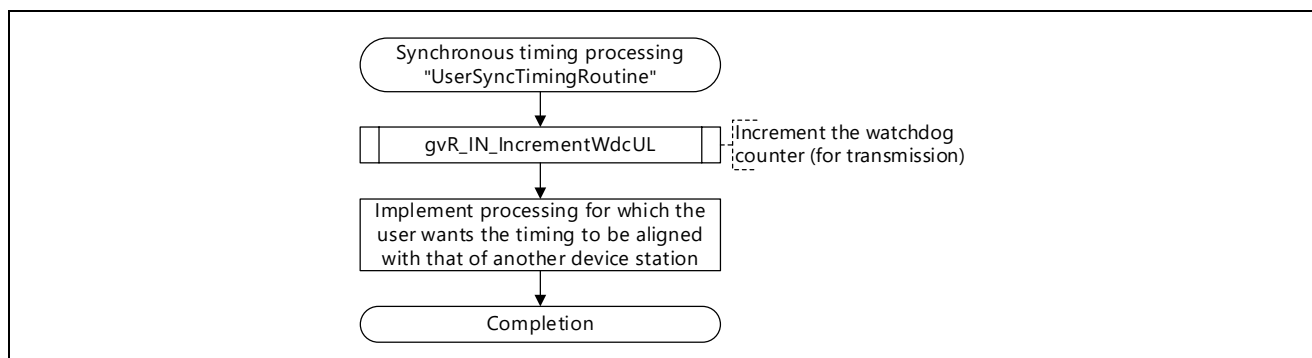 Synchronous timing processing
"UserSyncTimingRoutine"
gvR_IN_IncrementWdcUL
Increment the watchdog
counter (for transmission)
Implement processing for which the
user wants the timing to be aligned
with that of another device station
Completion